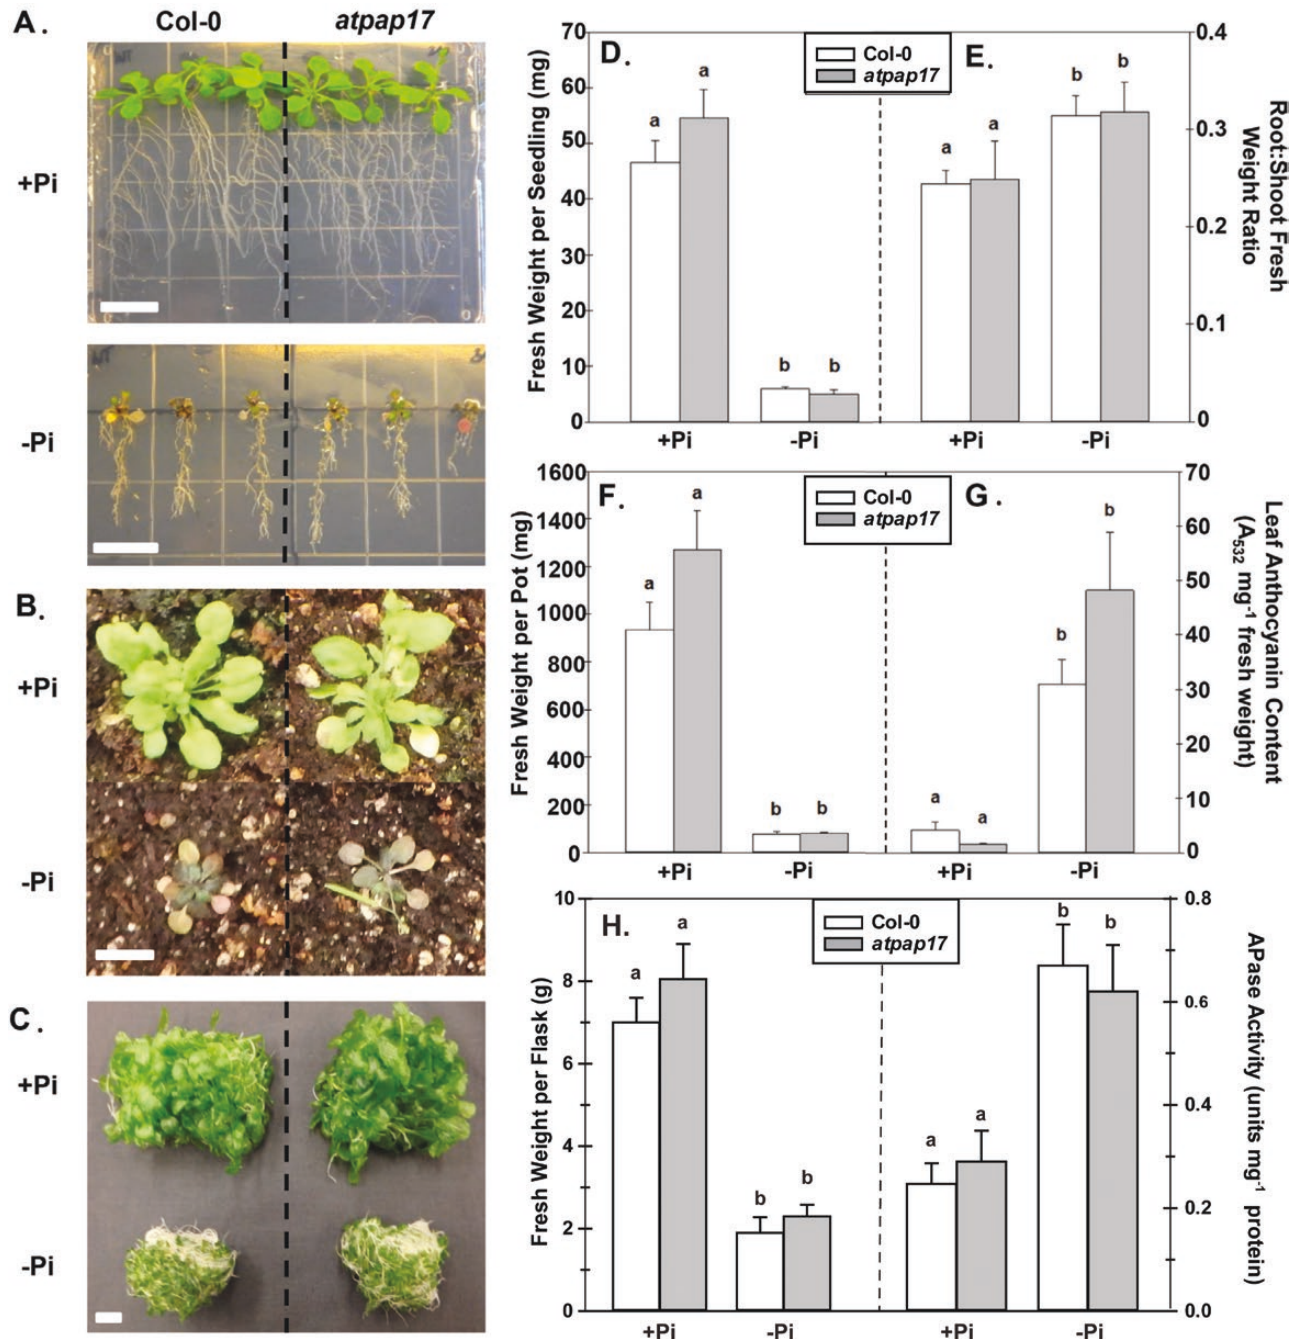 A.
Col-0
atpap17
+Pi
-Pi
B.
+Pi
-Pi
C.
+Pi
-Pi
D.
Col-0
atpap17
E.
Fresh Weight per Seedling (mg)
70
60
50
40
30
20
10
0
a
a
b
b
a
a
b
b
+Pi
-Pi
+Pi
-Pi
0.4
0.3
0.2
0.1
0
Root:Shoot Fresh
Weight Ratio
F.
Col-0
atpap17
G.
Fresh Weight per Pot (mg)
1600
1400
1200
1000
800
600
400
200
0
a
a
b
b
a
a
b
b
+Pi
-Pi
+Pi
-Pi
70
60
50
40
30
20
10
0
Leaf Anthocyanin Content
(A₅₃₂ mg⁻¹ fresh weight)
H.
Col-0
atpap17
Fresh Weight per Flask (g)
10
8
6
4
2
0
a
a
b
b
a
a
b
b
+Pi
-Pi
+Pi
-Pi
0.8
0.6
0.4
0.2
0.0
APase Activity (units mg⁻¹ protein)